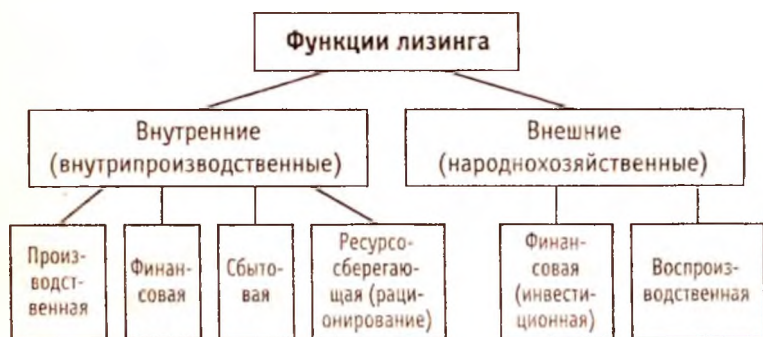 Функции лизинга
Внутренние
(внутрипроизводственные)
Внешние
(народнохозяйственные)
Произ-
водст-
венная
Финан-
совая
Сбыто-
вая
Ресурсо-
сберегаю-
щая (раци-
онирование)
Финан-
совая
(инвести-
ционная)
Воспроиз-
водственная